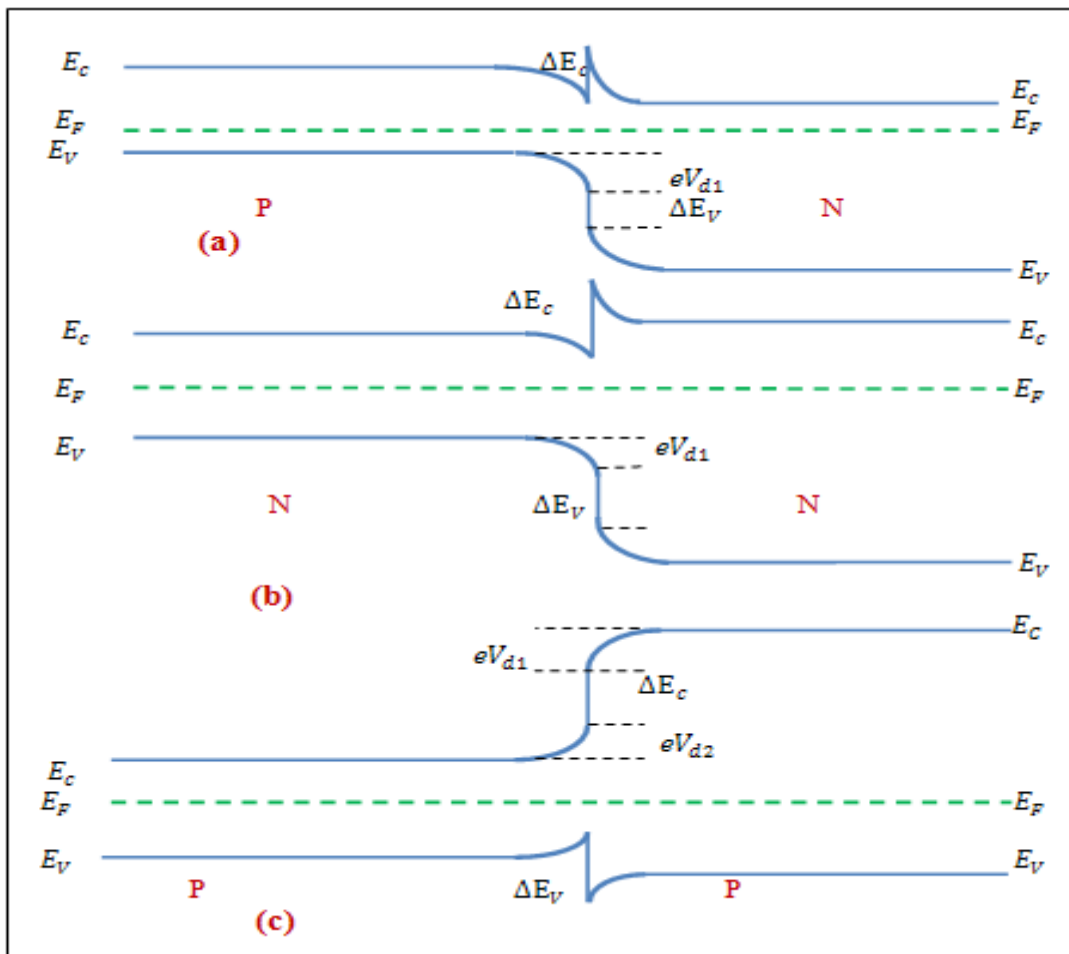 E_c ΔE_c E_c
E_F E_F
E_V
eV_d1
P ΔE_V N
(a)
E_V
ΔE_c
E_c E_c
E_F E_F
E_V eV_d1
N ΔE_V N
E_V
(b)
E_C
eV_d1
ΔE_c
eV_d2
E_c
E_F E_F
E_V E_V
P ΔE_V P
(c)